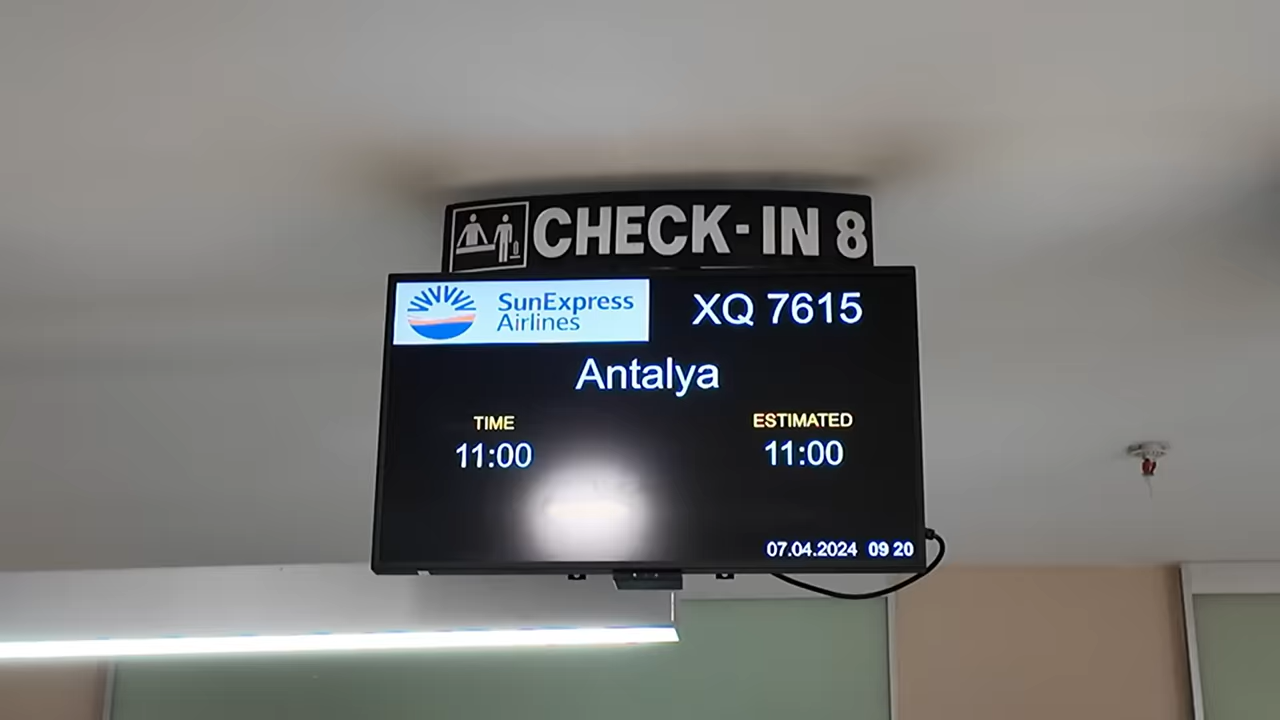 CHECK-IN 8
SunExpress
Airlines
XQ 7615
Antalya
TIME
ESTIMATED
11:00
11:00
07.04.2024 09 20